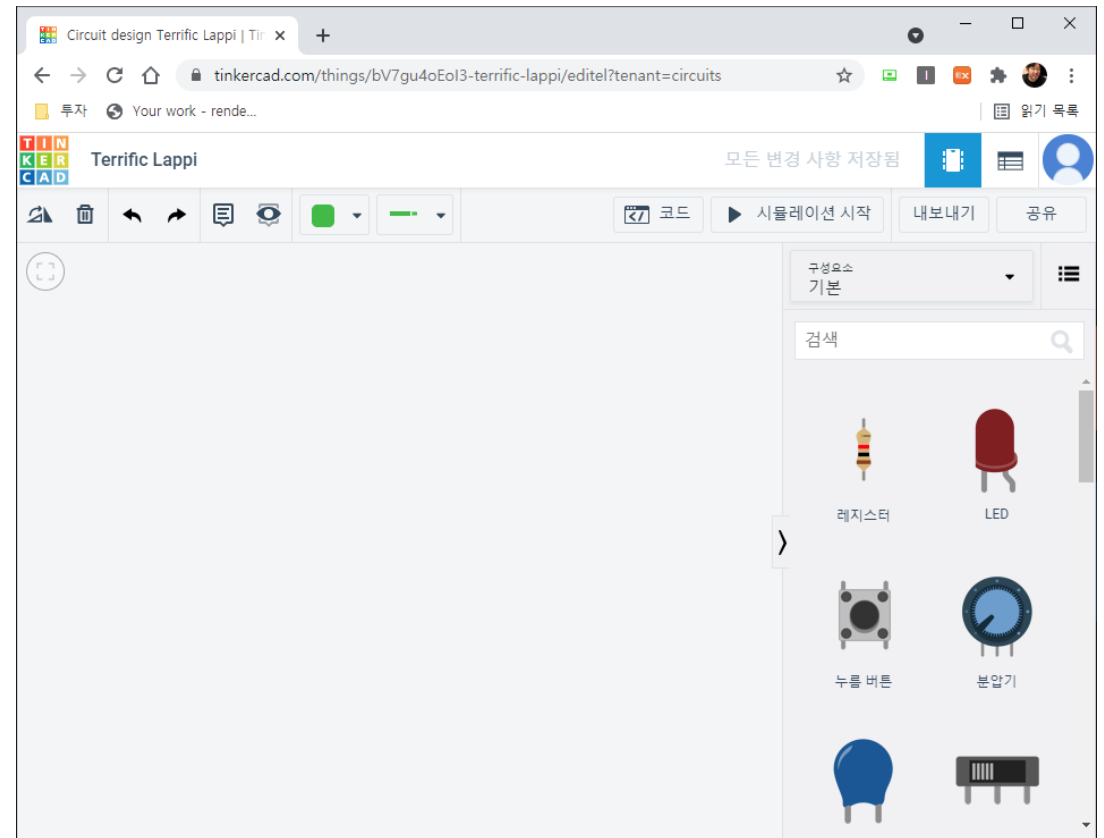 Circuit design Terrific Lappi | Tin
tinkercad.com/things/bV7gu4oEoI3-terrific-lappi/editel?tenant=circuits
투자 Your work - rende... 읽기 목록
TIN
KER
CAD
Terrific Lappi 모든 변경 사항 저장됨
코드 시뮬레이션 시작 내보내기 공유
구성요소
기본
검색
레지스터 LED
누름 버튼 분압기